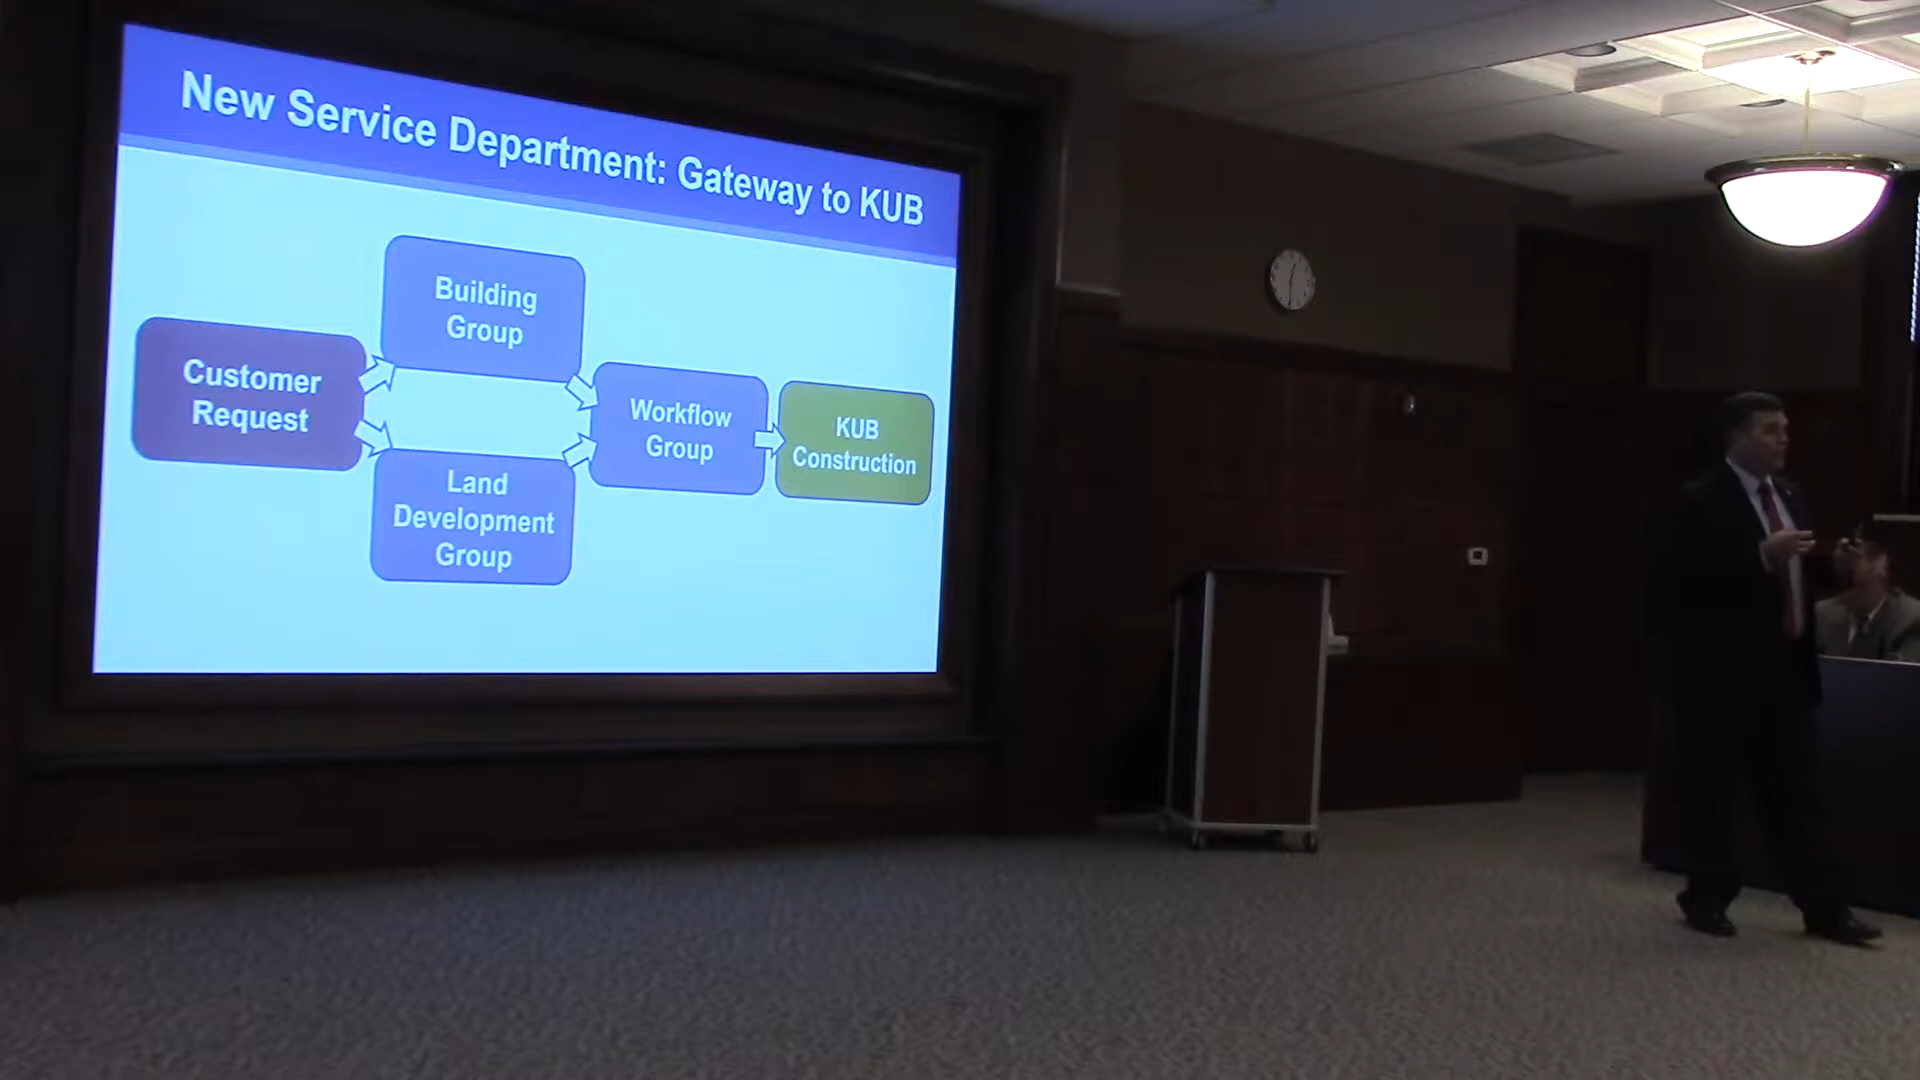 New Service Department: Gateway to KUB
Customer
Request
Building
Group
Land
Development
Group
Workflow
Group
KUB
Construction